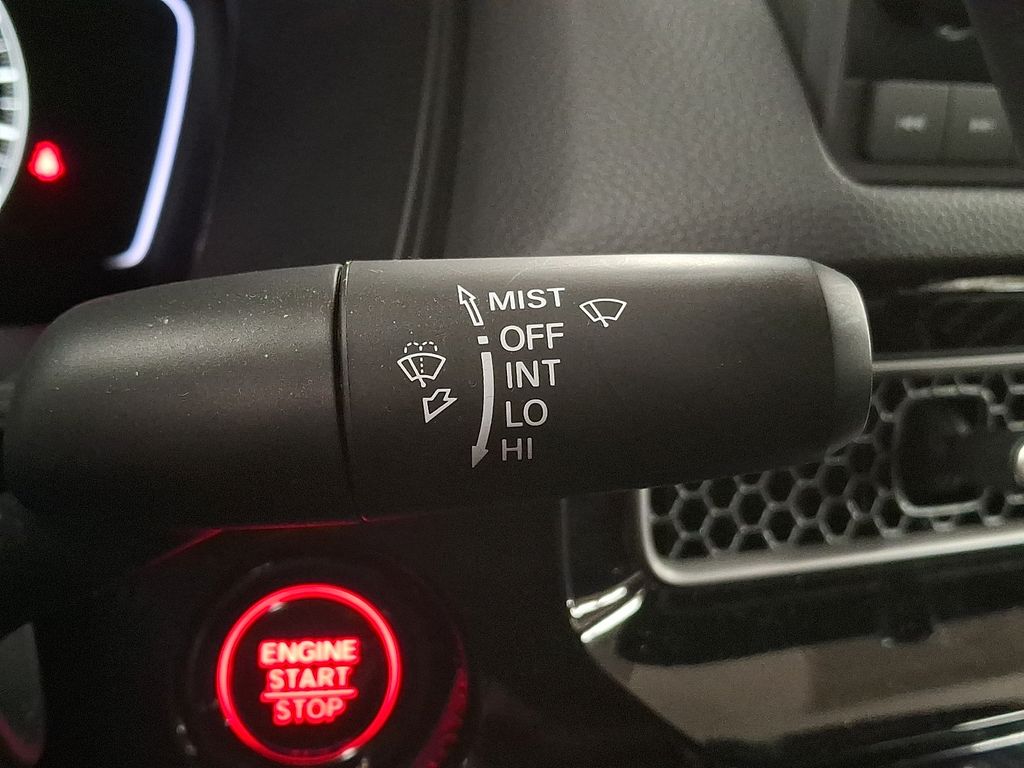 MIST
OFF
INT
LO
HI
ENGINE
START
STOP